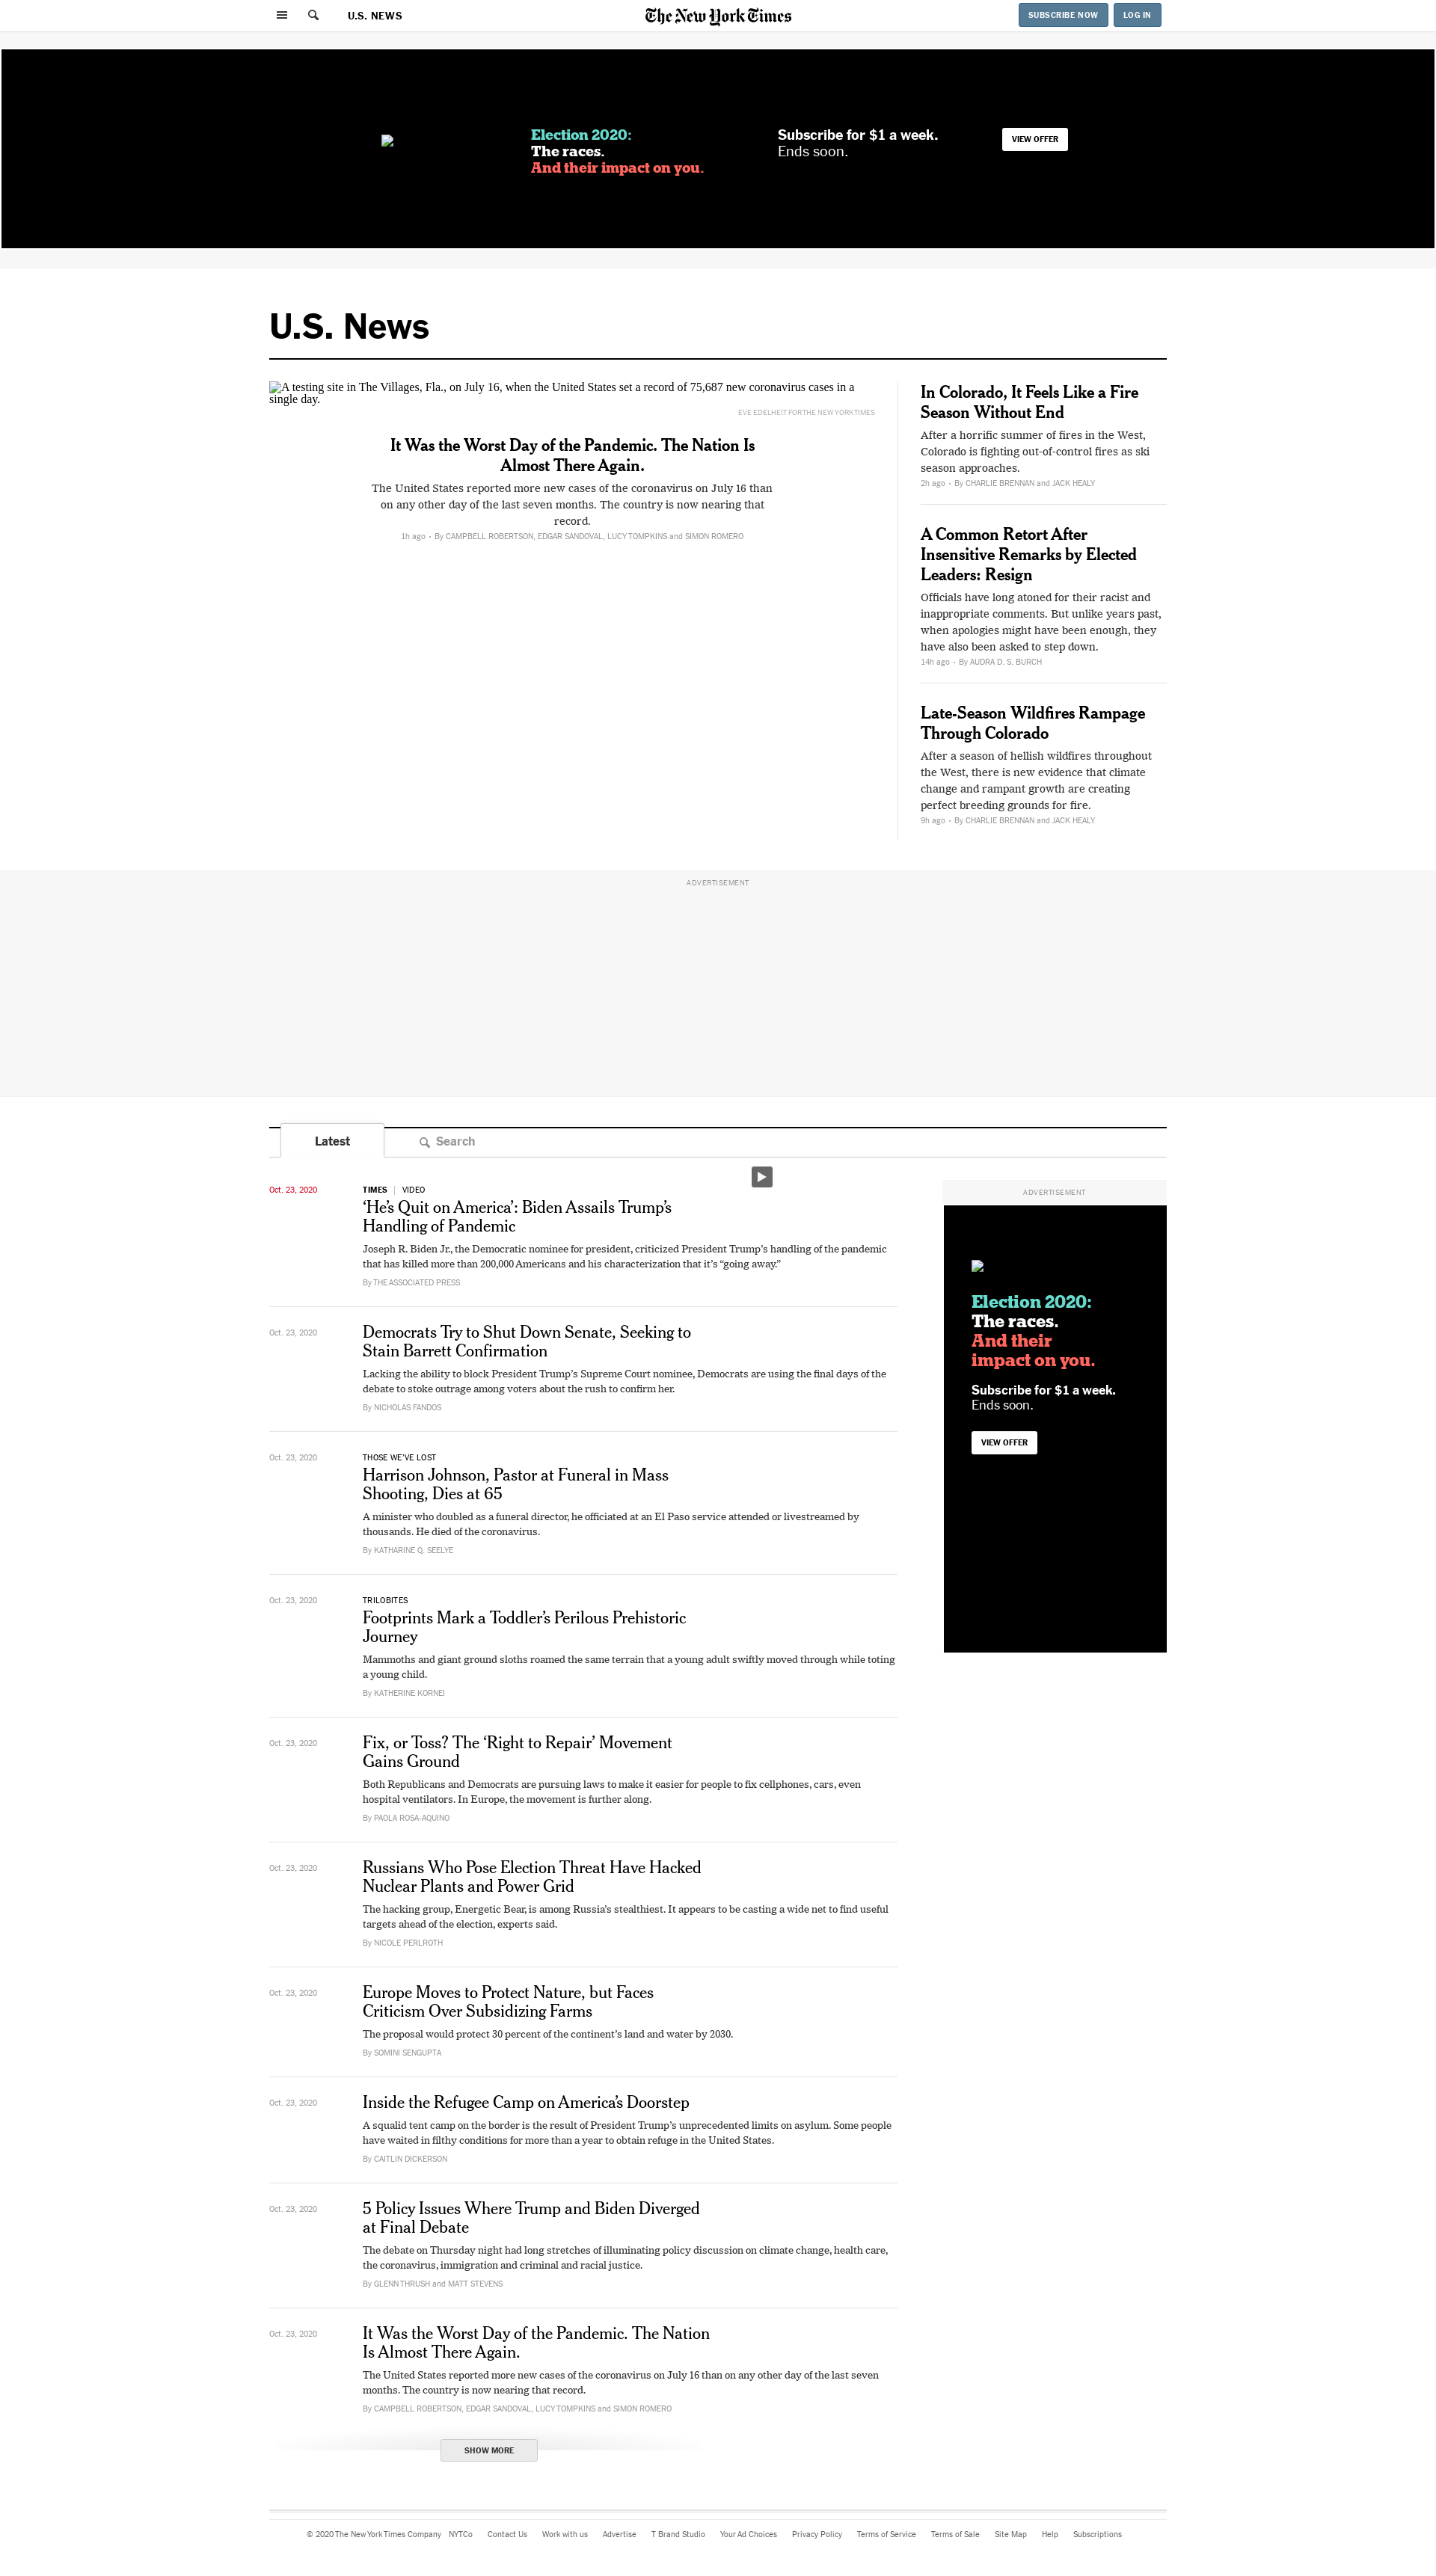 U.S. NEWS
The New York Times
SUBSCRIBE NOW
LOG IN
Election 2020:
The races.
And their impact on you.
Subscribe for $1 a week.
Ends soon.
VIEW OFFER
U.S. News
A testing site in The Villages, Fla., on July 16, when the United States set a record of 75,687 new coronavirus cases in a
single day.
EVE EDELHEIT FOR THE NEW YORK TIMES
It Was the Worst Day of the Pandemic. The Nation Is
Almost There Again.
The United States reported more new cases of the coronavirus on July 16 than
on any other day of the last seven months. The country is now nearing that
record.
1h ago • By CAMPBELL ROBERTSON, EDGAR SANDOVAL, LUCY TOMPKINS and SIMON ROMERO
In Colorado, It Feels Like a Fire
Season Without End
After a horrific summer of fires in the West,
Colorado is fighting out-of-control fires as ski
season approaches.
2h ago • By CHARLIE BRENNAN and JACK HEALY
A Common Retort After
Insensitive Remarks by Elected
Leaders: Resign
Officials have long atoned for their racist and
inappropriate comments. But unlike years past,
when apologies might have been enough, they
have also been asked to step down.
14h ago • By AUDRA D. S. BURCH
Late-Season Wildfires Rampage
Through Colorado
After a season of hellish wildfires throughout
the West, there is new evidence that climate
change and rampant growth are creating
perfect breeding grounds for fire.
9h ago • By CHARLIE BRENNAN and JACK HEALY
ADVERTISEMENT
Latest
Search
Oct. 23, 2020
TIMES | VIDEO
‘He’s Quit on America’: Biden Assails Trump’s
Handling of Pandemic
Joseph R. Biden Jr., the Democratic nominee for president, criticized President Trump’s handling of the pandemic
that has killed more than 200,000 Americans and his characterization that it’s “going away.”
By THE ASSOCIATED PRESS
Oct. 23, 2020
Democrats Try to Shut Down Senate, Seeking to
Stain Barrett Confirmation
Lacking the ability to block President Trump’s Supreme Court nominee, Democrats are using the final days of the
debate to stoke outrage among voters about the rush to confirm her.
By NICHOLAS FANDOS
Oct. 23, 2020
THOSE WE’VE LOST
Harrison Johnson, Pastor at Funeral in Mass
Shooting, Dies at 65
A minister who doubled as a funeral director, he officiated at an El Paso service attended or livestreamed by
thousands. He died of the coronavirus.
By KATHARINE Q. SEELYE
Oct. 23, 2020
TRILOBITES
Footprints Mark a Toddler’s Perilous Prehistoric
Journey
Mammoths and giant ground sloths roamed the same terrain that a young adult swiftly moved through while toting
a young child.
By KATHERINE KORNEI
Oct. 23, 2020
Fix, or Toss? The ‘Right to Repair’ Movement
Gains Ground
Both Republicans and Democrats are pursuing laws to make it easier for people to fix cellphones, cars, even
hospital ventilators. In Europe, the movement is further along.
By PAOLA ROSA-AQUINO
Oct. 23, 2020
Russians Who Pose Election Threat Have Hacked
Nuclear Plants and Power Grid
The hacking group, Energetic Bear, is among Russia’s stealthiest. It appears to be casting a wide net to find useful
targets ahead of the election, experts said.
By NICOLE PERLROTH
Oct. 23, 2020
Europe Moves to Protect Nature, but Faces
Criticism Over Subsidizing Farms
The proposal would protect 30 percent of the continent’s land and water by 2030.
By SOMINI SENGUPTA
Oct. 23, 2020
Inside the Refugee Camp on America’s Doorstep
A squalid tent camp on the border is the result of President Trump’s unprecedented limits on asylum. Some people
have waited in filthy conditions for more than a year to obtain refuge in the United States.
By CAITLIN DICKERSON
Oct. 23, 2020
5 Policy Issues Where Trump and Biden Diverged
at Final Debate
The debate on Thursday night had long stretches of illuminating policy discussion on climate change, health care,
the coronavirus, immigration and criminal and racial justice.
By GLENN THRUSH and MATT STEVENS
Oct. 23, 2020
It Was the Worst Day of the Pandemic. The Nation
Is Almost There Again.
The United States reported more new cases of the coronavirus on July 16 than on any other day of the last seven
months. The country is now nearing that record.
By CAMPBELL ROBERTSON, EDGAR SANDOVAL, LUCY TOMPKINS and SIMON ROMERO
SHOW MORE
ADVERTISEMENT
Election 2020:
The races.
And their
impact on you.
Subscribe for $1 a week.
Ends soon.
VIEW OFFER
© 2020 The New York Times Company NYTCo Contact Us Work with us Advertise T Brand Studio Your Ad Choices Privacy Policy Terms of Service Terms of Sale Site Map Help Subscriptions